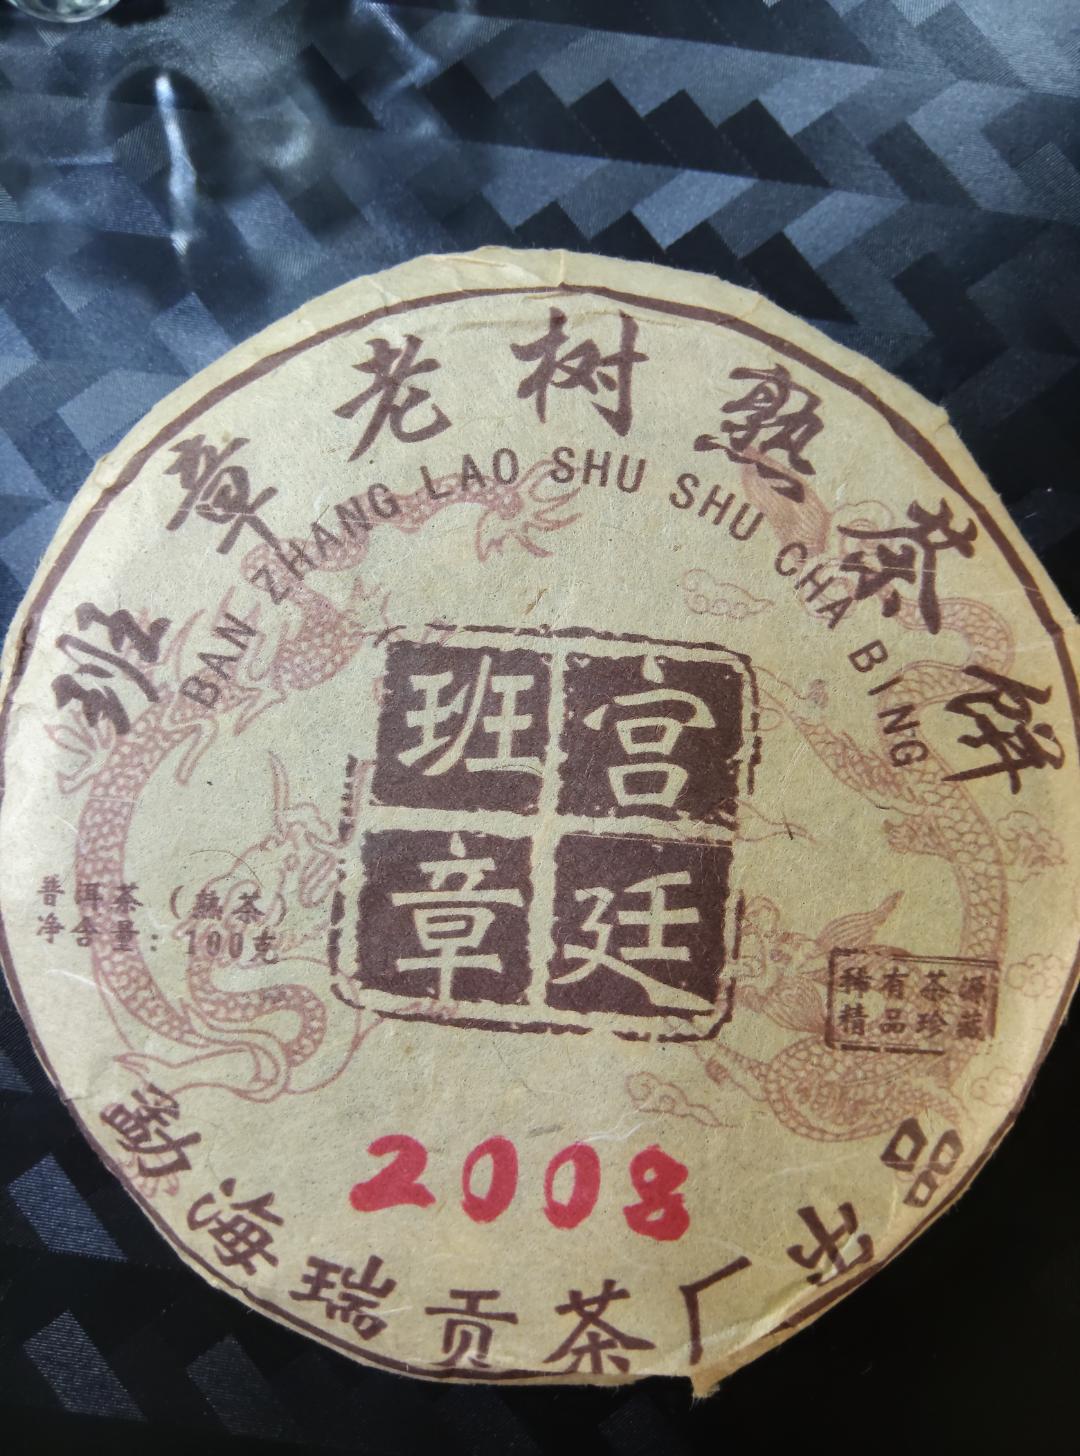 班章老树熟茶饼
BAN ZHANG LAO SHU SHU CHA BING
宫廷
班章
普洱茶（熟茶）
净含量：100克
稀有茶源
精品珍藏
2008
勐海瑞贡茶厂出品